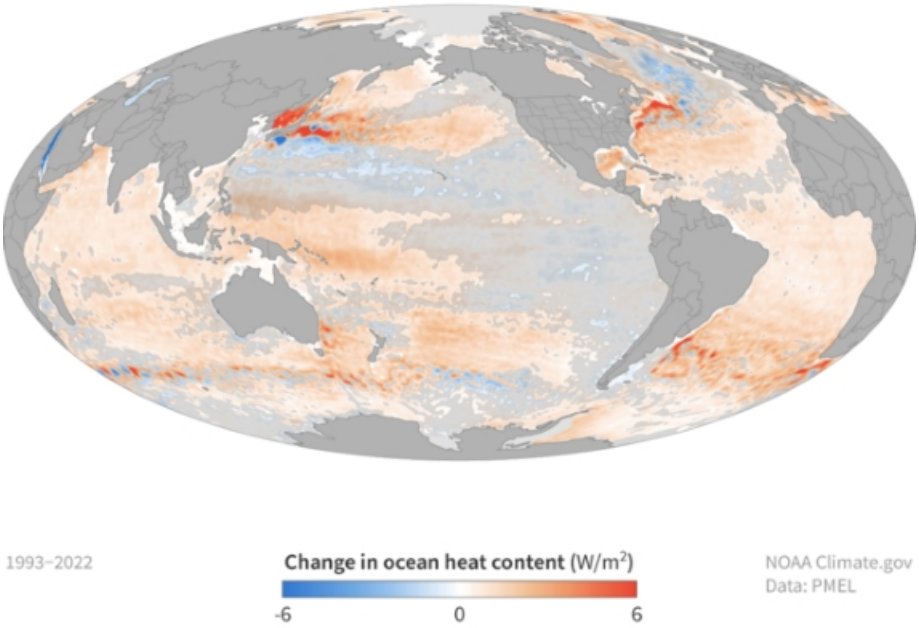 1993–2022
Change in ocean heat content (W/m²)
-6 0 6
NOAA Climate.gov
Data: PMEL